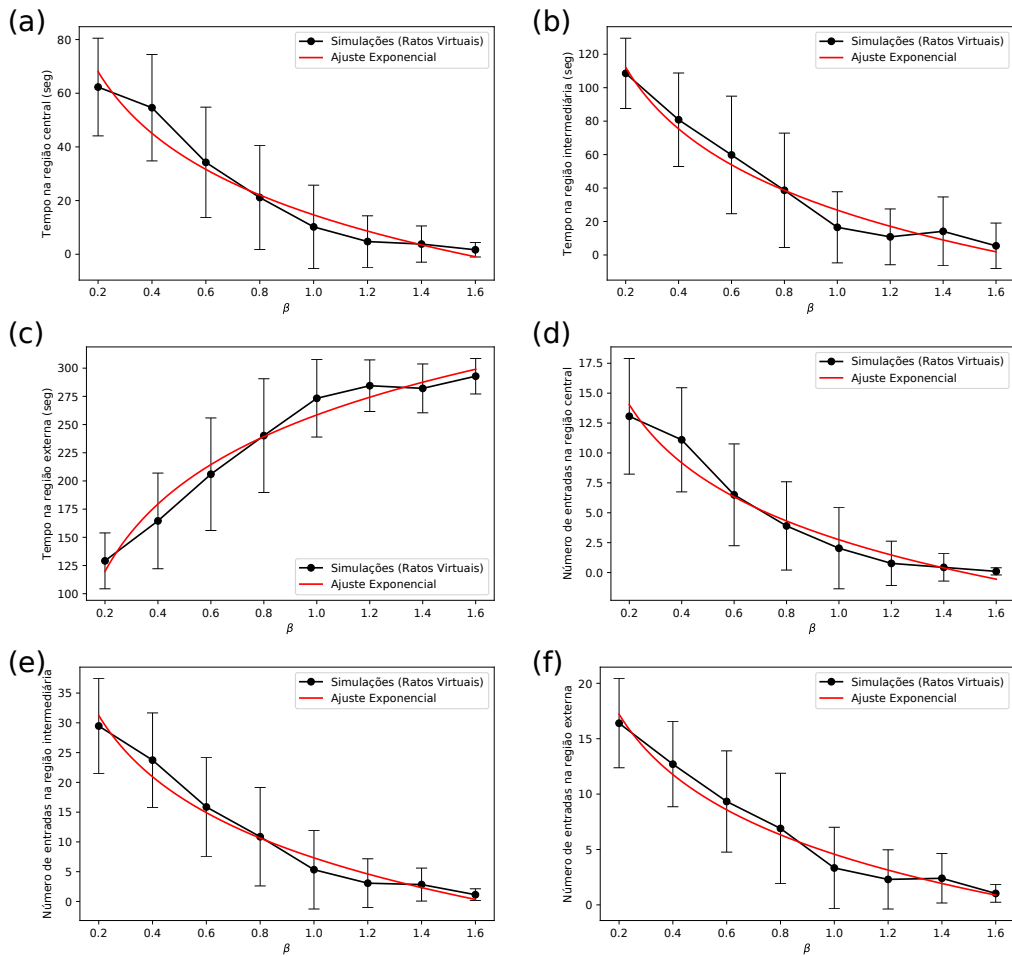 (a)
Tempo na região central (seg)
80
60
40
20
0
Simulações (Ratos Virtuais)
Ajuste Exponencial
0.2 0.4 0.6 0.8 1.0 1.2 1.4 1.6
β
(b)
Tempo na região intermediária (seg)
120
100
80
60
40
20
0
Simulações (Ratos Virtuais)
Ajuste Exponencial
0.2 0.4 0.6 0.8 1.0 1.2 1.4 1.6
β
(c)
Tempo na região externa (seg)
300
275
250
225
200
175
150
125
100
Simulações (Ratos Virtuais)
Ajuste Exponencial
0.2 0.4 0.6 0.8 1.0 1.2 1.4 1.6
β
(d)
Número de entradas na região central
17.5
15.0
12.5
10.0
7.5
5.0
2.5
0.0
Simulações (Ratos Virtuais)
Ajuste Exponencial
0.2 0.4 0.6 0.8 1.0 1.2 1.4 1.6
β
(e)
Número de entradas na região intermediária
35
30
25
20
15
10
5
0
Simulações (Ratos Virtuais)
Ajuste Exponencial
0.2 0.4 0.6 0.8 1.0 1.2 1.4 1.6
β
(f)
Número de entradas na região externa
20
15
10
5
0
Simulações (Ratos Virtuais)
Ajuste Exponencial
0.2 0.4 0.6 0.8 1.0 1.2 1.4 1.6
β